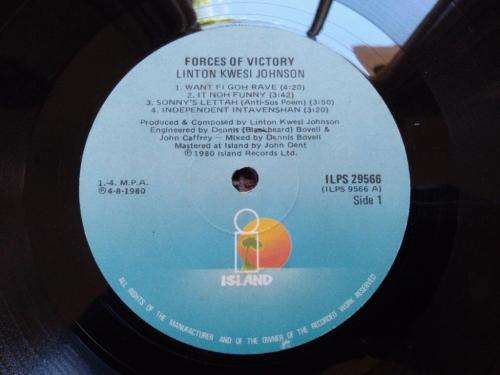 FORCES OF VICTORY
LINTON KWESI JOHNSON
1. WANT FI GOH RAVE (4:20)
2. IT NOH FUNNY (3:42)
3. SONNY'S LETTAH (Anti-Sus Poem) (3:50)
4. INDEPENDENT INTAVENSHAN (3:20)
Produced & Composed by Linton Kwesi Johnson
Engineered by Dennis (Blackbeard) Bovell &
John Caffrey – Mixed by Dennis Bovell
Mastered at Island by John Dent
℗ 1980 Island Records Ltd.
1.-4. M.P.A.
℗4-8-1980
ILPS 29566
(ILPS 9566 A)
Side 1
ISLAND
ALL RIGHTS OF THE MANUFACTURER AND OF THE OWNER OF THE RECORDED WORK RESERVED